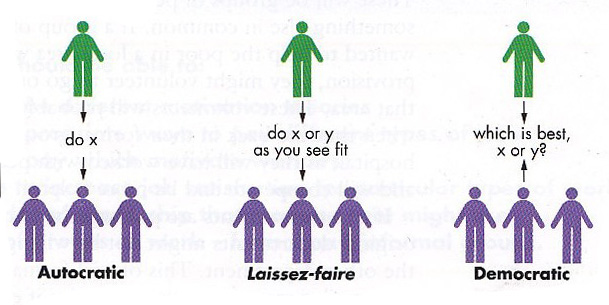 do x
do x or y
as you see fit
which is best,
x or y?
Autocratic
Laissez-faire
Democratic